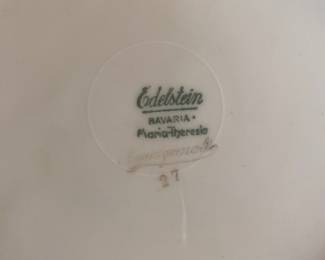 Edelstein
BAVARIA
Maria-Theresia
27